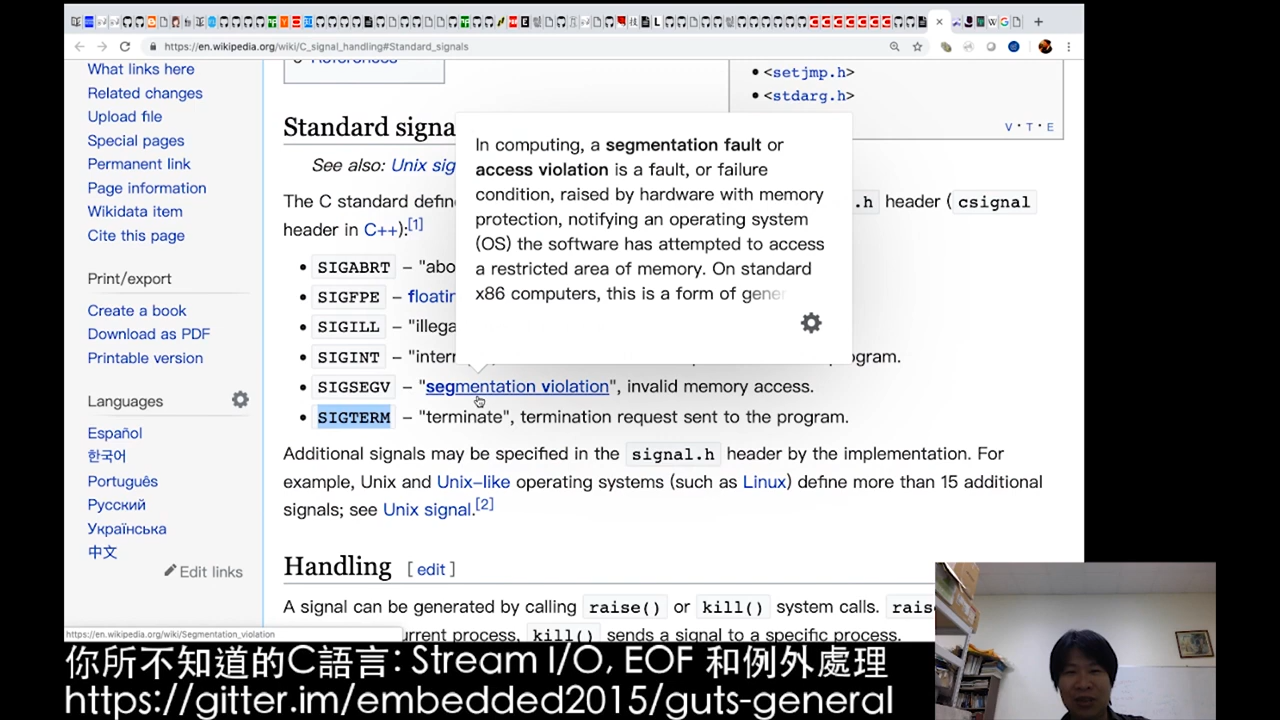 https://en.wikipedia.org/wiki/C_signal_handling#Standard_signals
What links here
Related changes
Upload file
Special pages
Permanent link
Page information
Wikidata item
Cite this page
Print/export
Create a book
Download as PDF
Printable version
Languages
Español
한국어
Português
Русский
Українська
中文
Edit links
References
<setjmp.h>
<stdarg.h>
V · T · E
Standard signa
See also: Unix sig
The C standard define .h header ( csignal
header in C++):[1]
SIGABRT – "abo
SIGFPE – floatin
SIGILL – "illega
SIGINT – "interr ogram.
SIGSEGV – "segmentation violation", invalid memory access.
SIGTERM – "terminate", termination request sent to the program.
In computing, a segmentation fault or
access violation is a fault, or failure
condition, raised by hardware with memory
protection, notifying an operating system
(OS) the software has attempted to access
a restricted area of memory. On standard
x86 computers, this is a form of gener
Additional signals may be specified in the signal.h header by the implementation. For
example, Unix and Unix-like operating systems (such as Linux) define more than 15 additional
signals; see Unix signal.[2]
Handling [ edit ]
A signal can be generated by calling raise() or kill() system calls. rais
urrent process, kill() sends a signal to a specific process.
https://en.wikipedia.org/wiki/Segmentation_violation
你所不知道的C語言: Stream I/O, EOF 和例外處理
https://gitter.im/embedded2015/guts-general